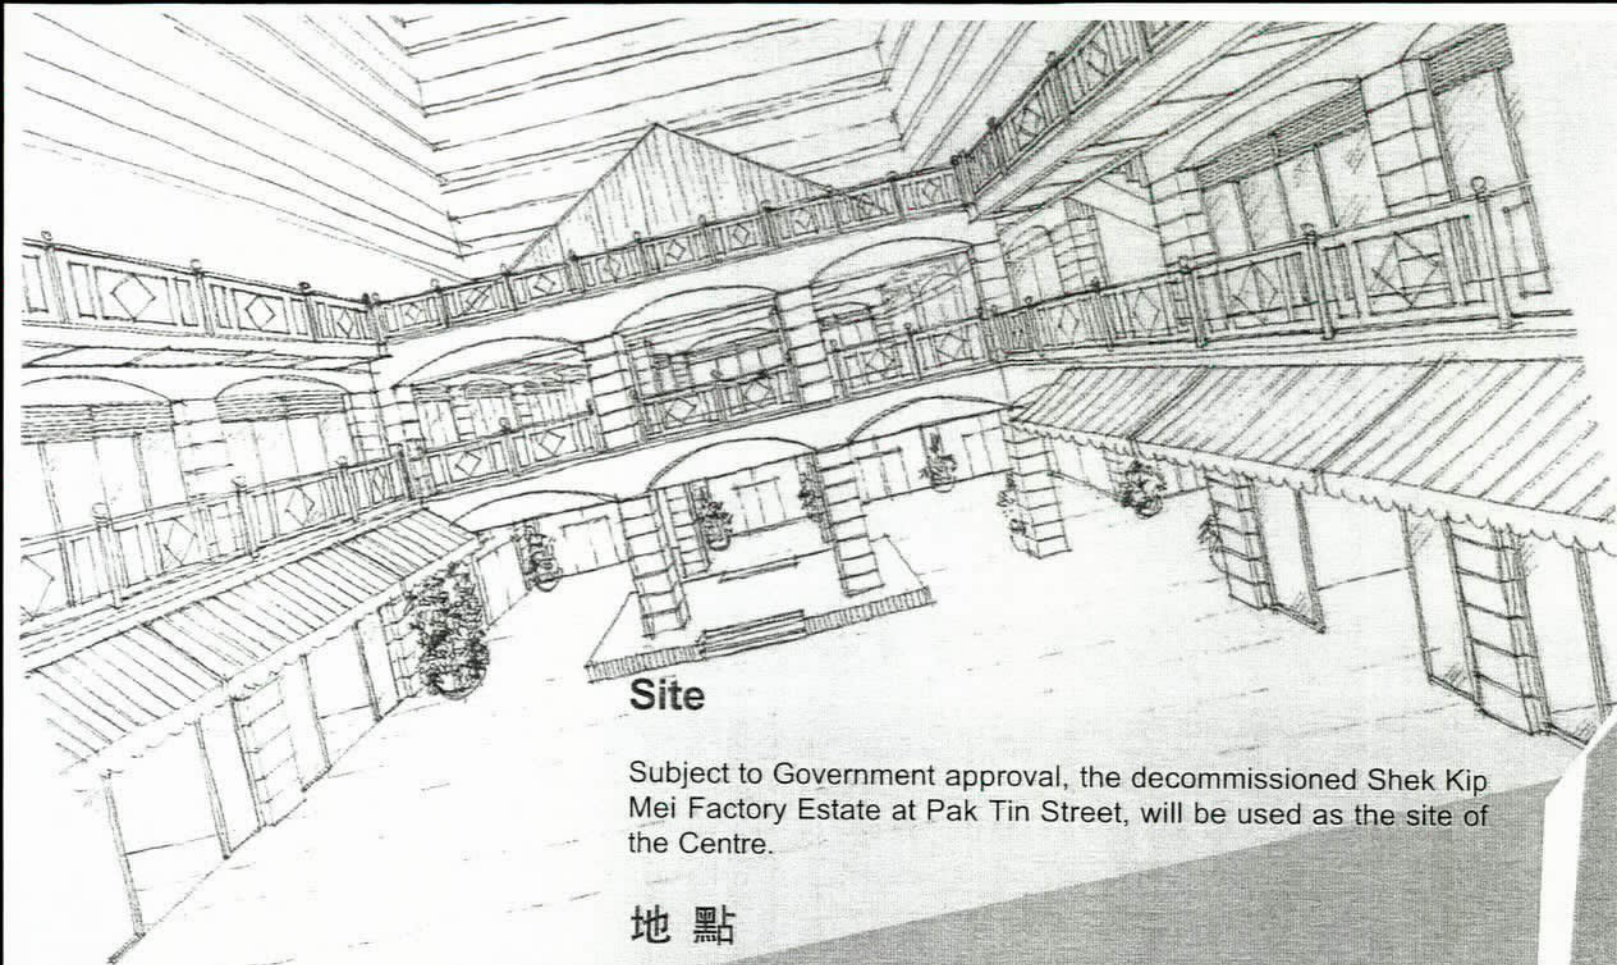 Site
Subject to Government approval, the decommissioned Shek Kip
Mei Factory Estate at Pak Tin Street, will be used as the site of
the Centre.
地 點